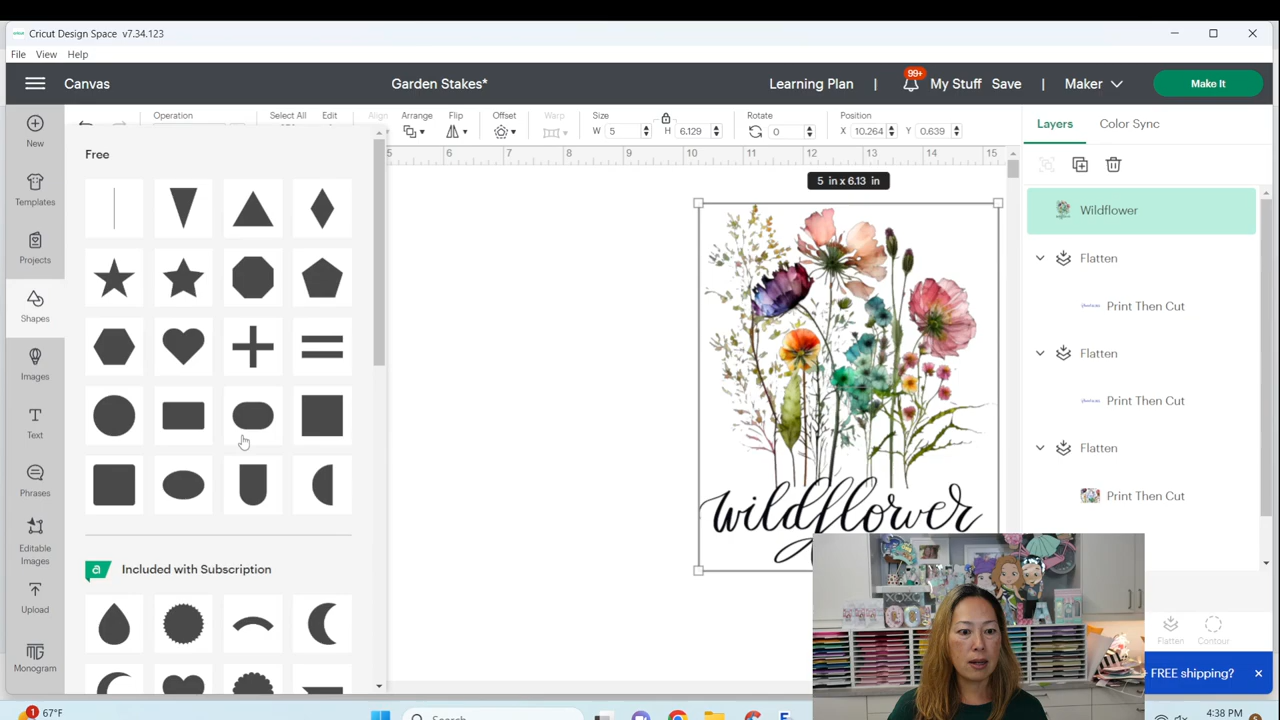 Cricut Design Space v7.34.123
File View Help
Canvas
Garden Stakes*
Learning Plan | 99+ My Stuff Save | Maker Make It
New
Templates
Projects
Shapes
Images
Text
Phrases
Editable
Images
Upload
Monogram
Operation
Select All
Edit
Align
Arrange
Flip
Offset
Warp
Size
W 5
H 6.129
Rotate
0
Position
X 10.264
Y 0.639
5 6 7 8 9 10 11 12 13 14 15
Free
Included with Subscription
5 in x 6.13 in
wildflower
Layers
Color Sync
Wildflower
Flatten
Print Then Cut
Flatten
Print Then Cut
Flatten
Print Then Cut
Flatten
Contour
FREE shipping?
XOXO
1
67°F
Search
4:38 PM